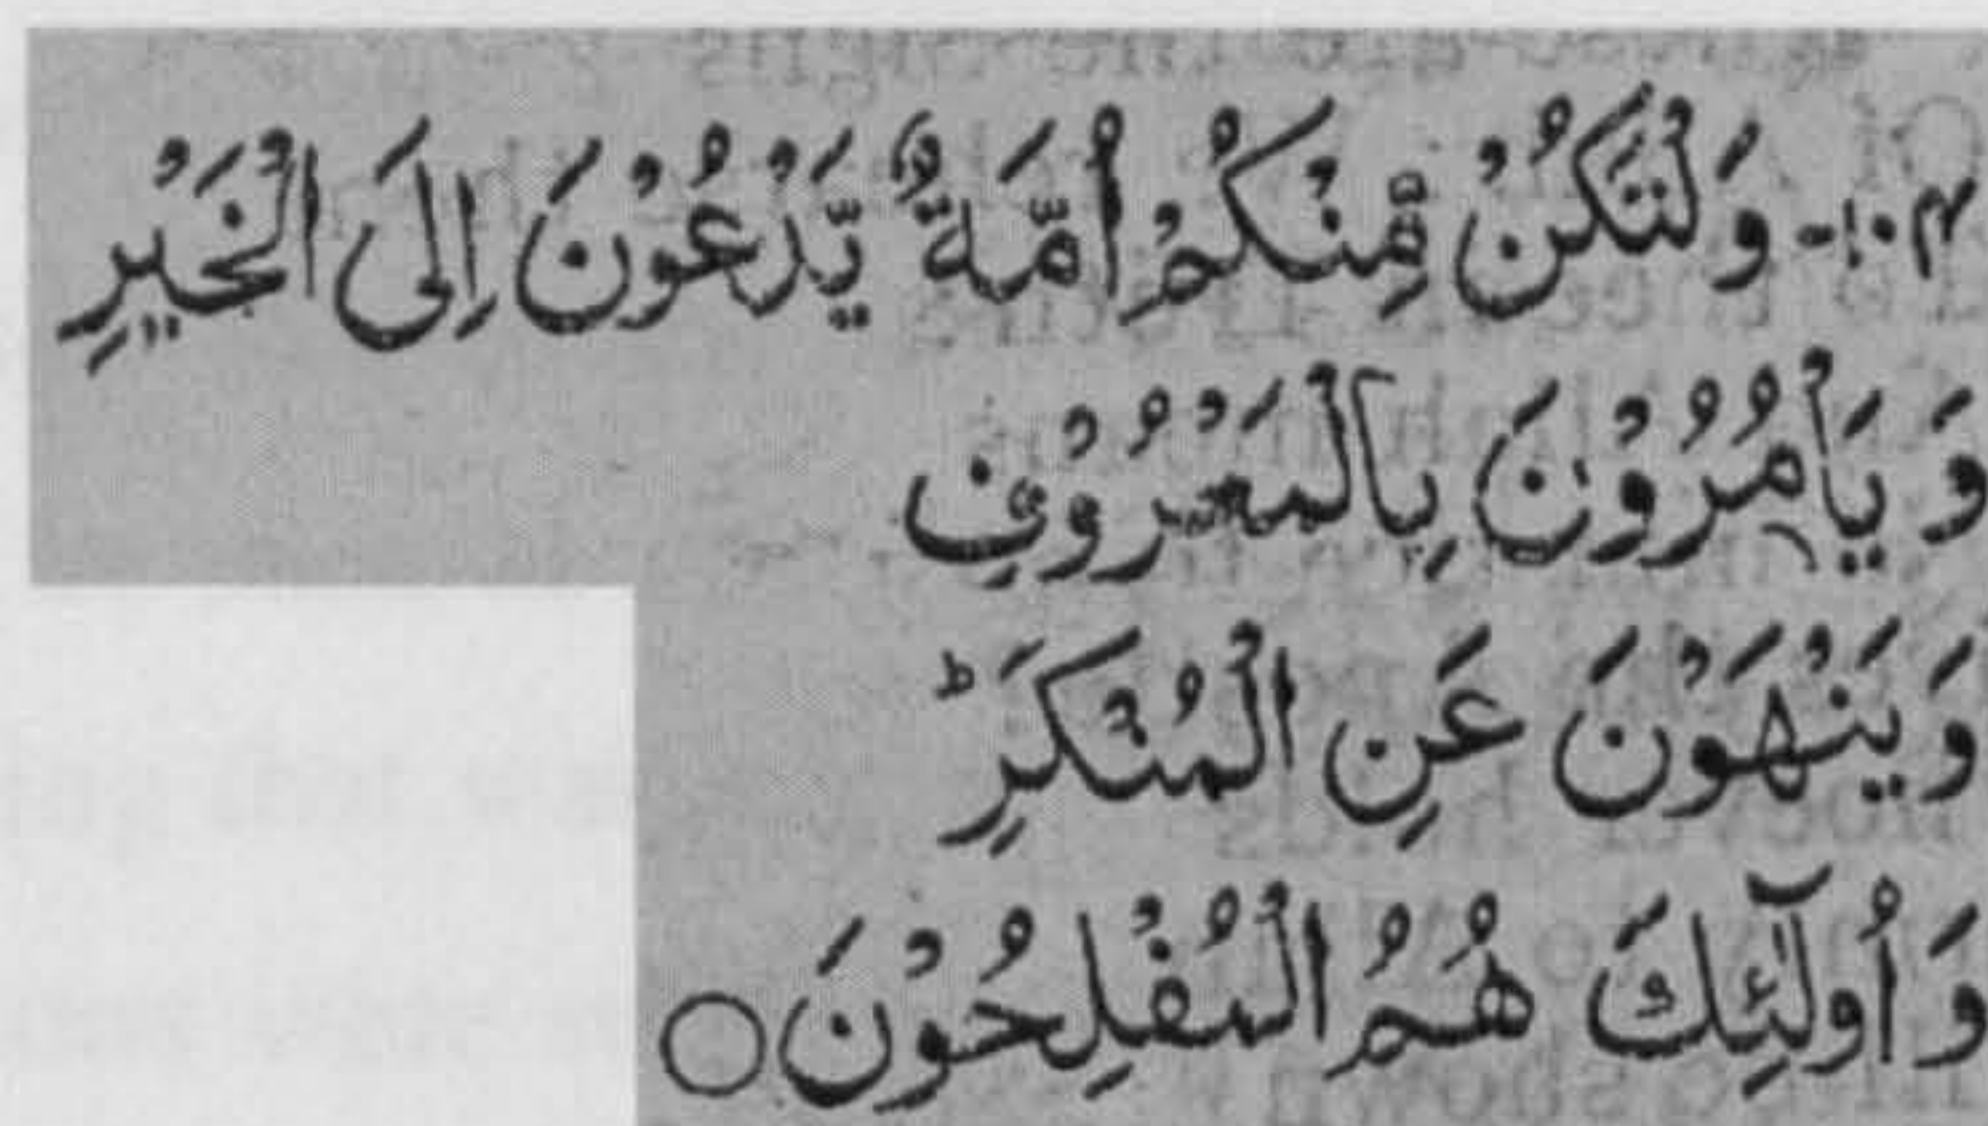 ١٠٤- وَلْتَكُنْ مِّنْكُمْ اُمَّةٌ يَّدْعُوْنَ اِلَى الْخَيْرِ
وَ يَأْمُرُوْنَ بِالْمَعْرُوْفِ
وَ يَنْهَوْنَ عَنِ الْمُنْكَرِ ؕ
وَ اُولٰٓئِكَ هُمُ الْمُفْلِحُوْنَ ○